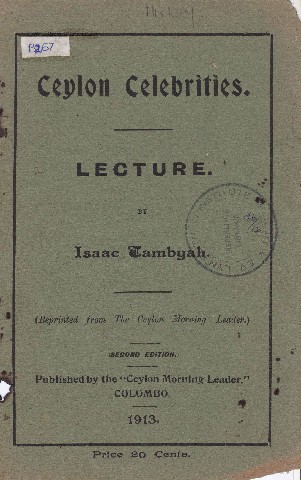 History
P267
Ceylon Celebrities.
LECTURE.
BY
Isaac Tambyah.
(Reprinted from The Ceylon Morning Leader.)
SECOND EDITION.
Published by the "Ceylon Morning Leader,"
COLOMBO.
1913.
Price 20 Cents.